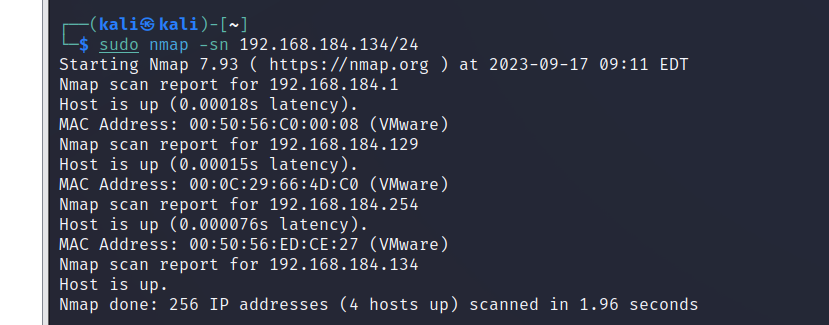 ┌──(kali㉿kali)-[~]
└─$ sudo nmap -sn 192.168.184.134/24
Starting Nmap 7.93 ( https://nmap.org ) at 2023-09-17 09:11 EDT
Nmap scan report for 192.168.184.1
Host is up (0.00018s latency).
MAC Address: 00:50:56:C0:00:08 (VMware)
Nmap scan report for 192.168.184.129
Host is up (0.00015s latency).
MAC Address: 00:0C:29:66:4D:C0 (VMware)
Nmap scan report for 192.168.184.254
Host is up (0.000076s latency).
MAC Address: 00:50:56:ED:CE:27 (VMware)
Nmap scan report for 192.168.184.134
Host is up.
Nmap done: 256 IP addresses (4 hosts up) scanned in 1.96 seconds